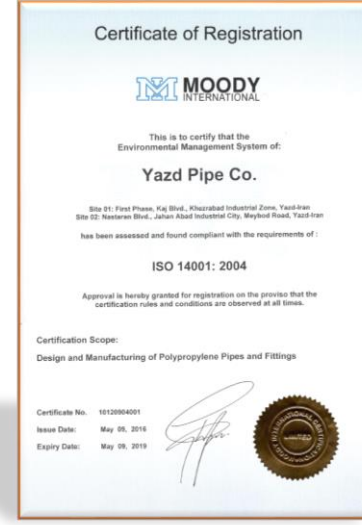 Certificate of Registration
MOODY
INTERNATIONAL
This is to certify that the
Environmental Management System of:
Yazd Pipe Co.
Site 01: First Phase, Kaj Blvd., Khezrabad Industrial Zone, Yazd-Iran
Site 02: Nastaran Blvd., Jahan Abad Industrial City, Meybod Road, Yazd-Iran
has been assessed and found compliant with the requirements of :
ISO 14001: 2004
Approval is hereby granted for registration on the proviso that the
certification rules and conditions are observed at all times.
Certification Scope:
Design and Manufacturing of Polypropylene Pipes and Fittings
Certificate No. 10120904001
Issue Date: May 09, 2016
Expiry Date: May 09, 2019
MOODY INTERNATIONAL CERTIFICATION
LIMITED